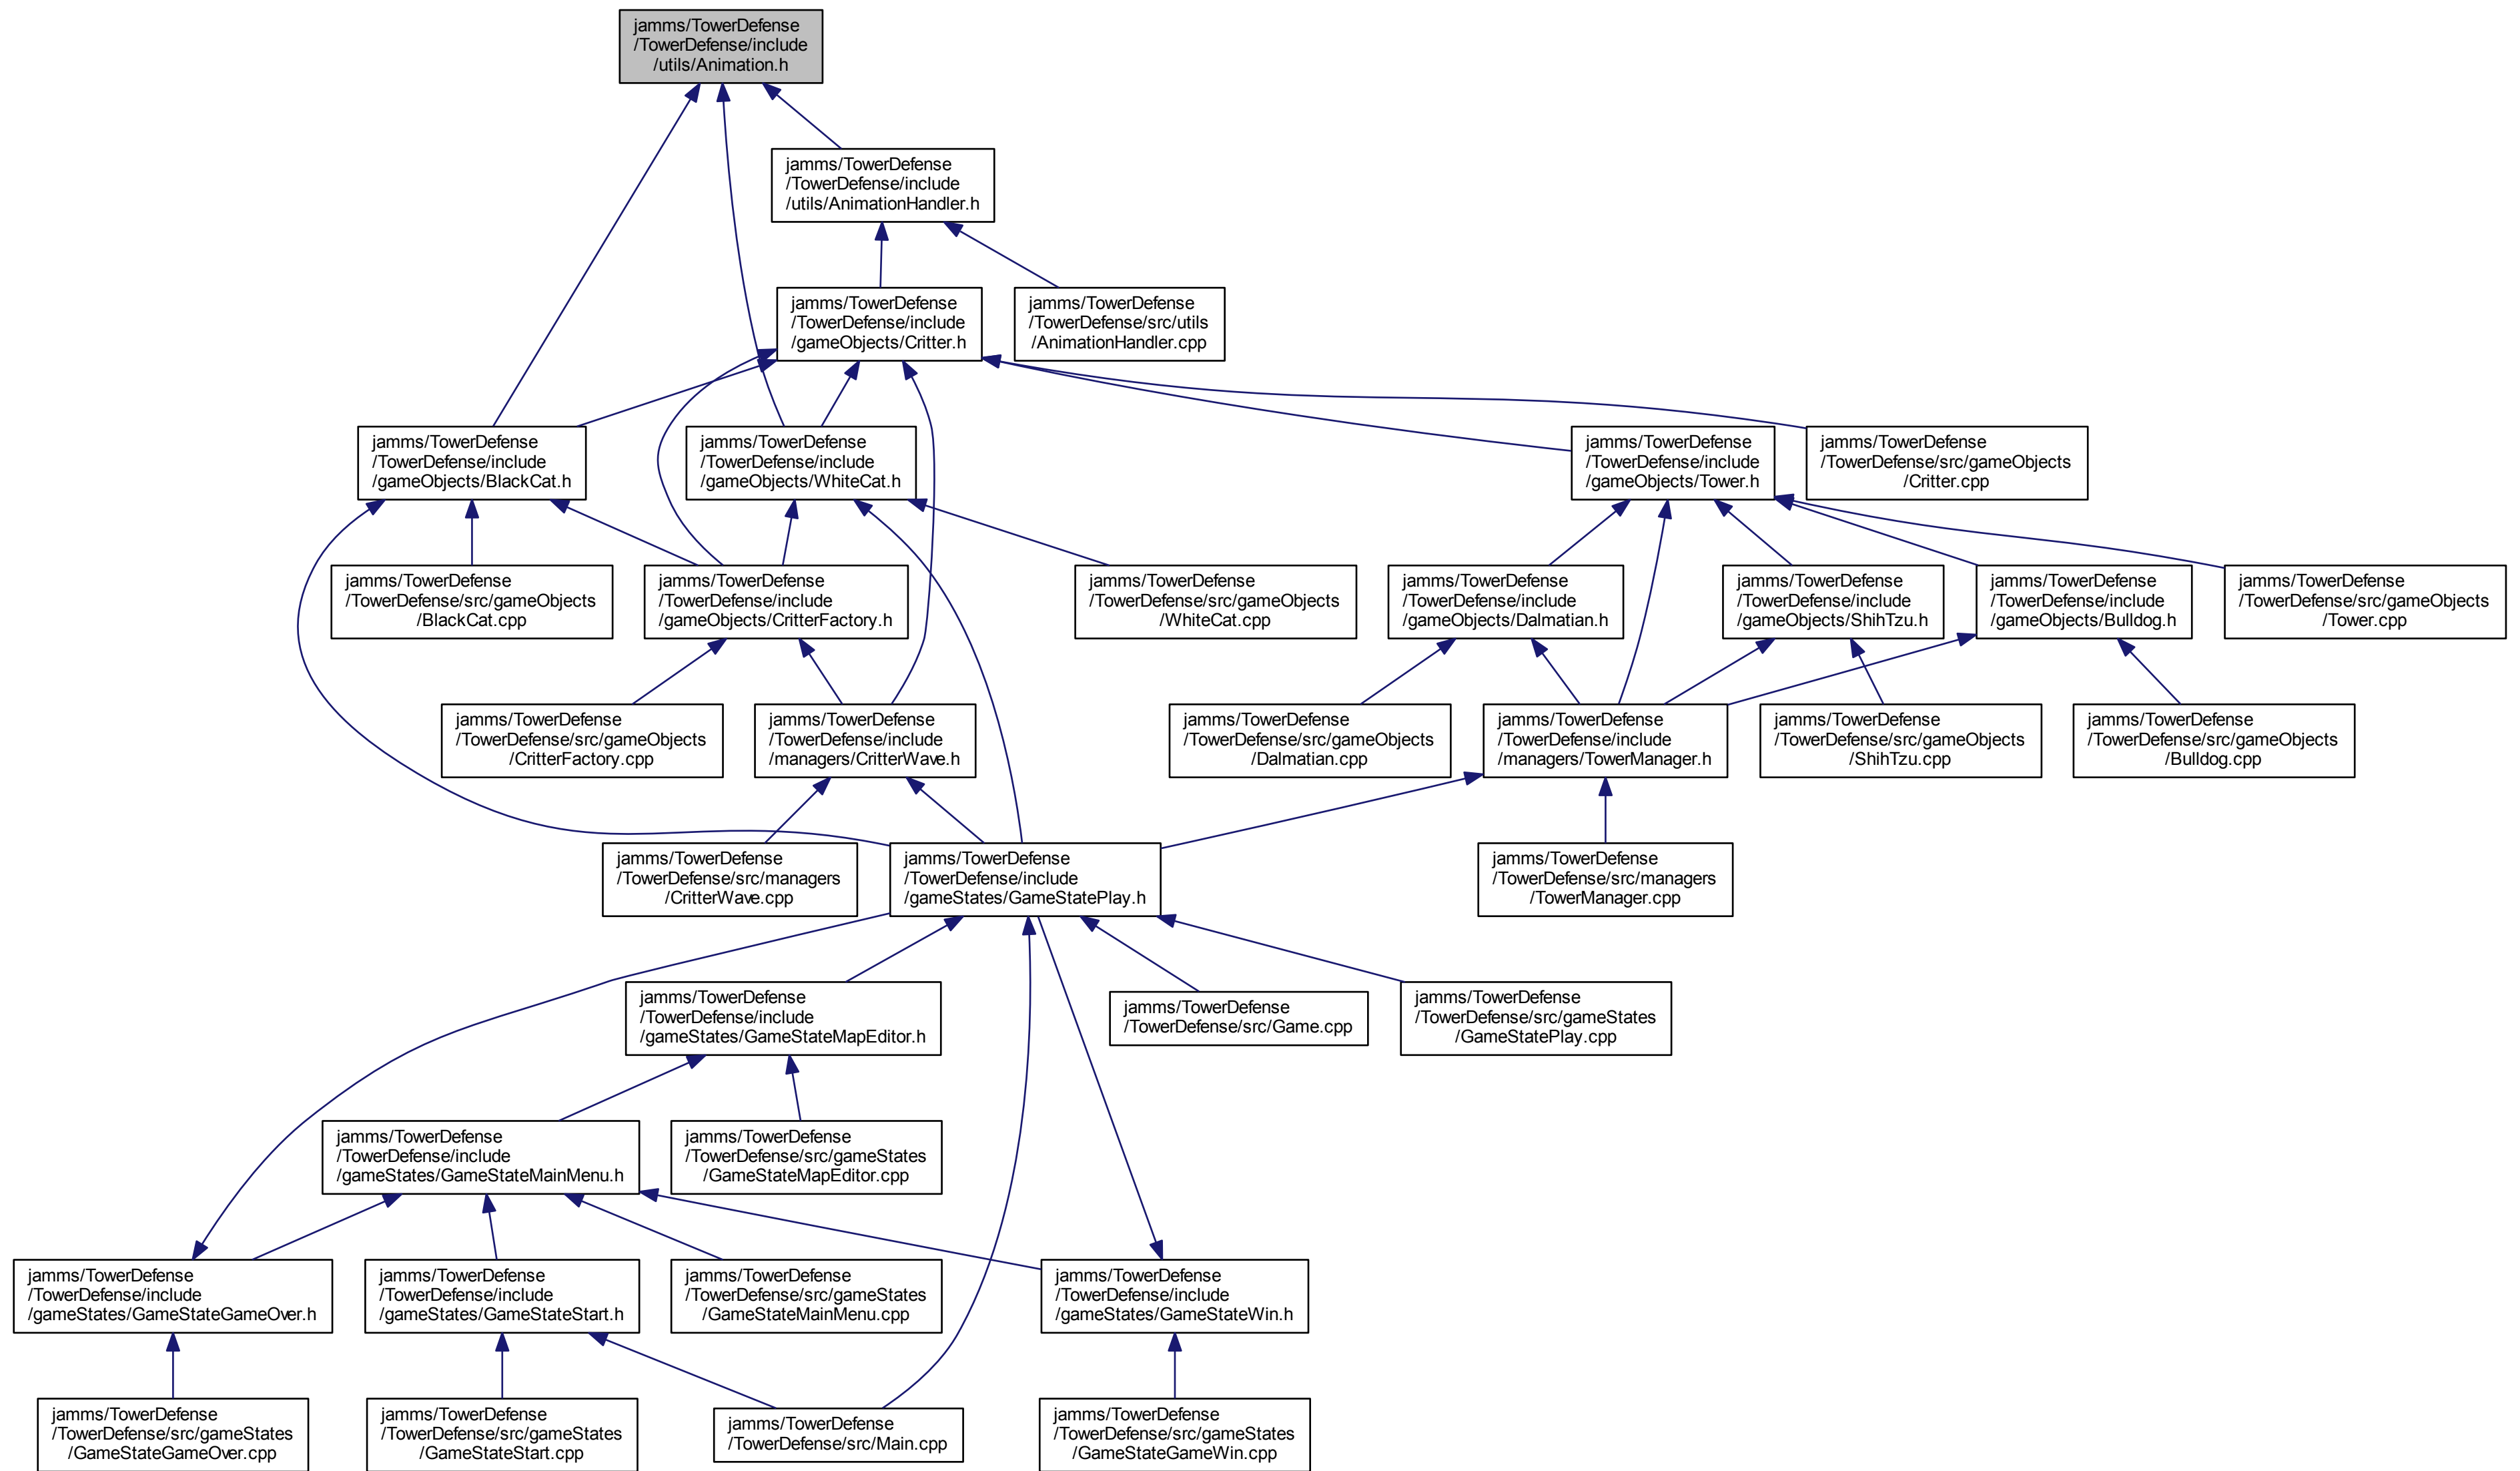 jamms/TowerDefense
/TowerDefense/include
/utils/Animation.h
jamms/TowerDefense
/TowerDefense/include
/utils/AnimationHandler.h
jamms/TowerDefense
/TowerDefense/include
/gameObjects/Critter.h
jamms/TowerDefense
/TowerDefense/src/utils
/AnimationHandler.cpp
jamms/TowerDefense
/TowerDefense/include
/gameObjects/BlackCat.h
jamms/TowerDefense
/TowerDefense/include
/gameObjects/WhiteCat.h
jamms/TowerDefense
/TowerDefense/include
/gameObjects/Tower.h
jamms/TowerDefense
/TowerDefense/src/gameObjects
/Critter.cpp
jamms/TowerDefense
/TowerDefense/src/gameObjects
/BlackCat.cpp
jamms/TowerDefense
/TowerDefense/include
/gameObjects/CritterFactory.h
jamms/TowerDefense
/TowerDefense/src/gameObjects
/WhiteCat.cpp
jamms/TowerDefense
/TowerDefense/include
/gameObjects/Dalmatian.h
jamms/TowerDefense
/TowerDefense/include
/gameObjects/ShihTzu.h
jamms/TowerDefense
/TowerDefense/include
/gameObjects/Bulldog.h
jamms/TowerDefense
/TowerDefense/src/gameObjects
/Tower.cpp
jamms/TowerDefense
/TowerDefense/src/gameObjects
/CritterFactory.cpp
jamms/TowerDefense
/TowerDefense/include
/managers/CritterWave.h
jamms/TowerDefense
/TowerDefense/src/gameObjects
/Dalmatian.cpp
jamms/TowerDefense
/TowerDefense/include
/managers/TowerManager.h
jamms/TowerDefense
/TowerDefense/src/gameObjects
/ShihTzu.cpp
jamms/TowerDefense
/TowerDefense/src/gameObjects
/Bulldog.cpp
jamms/TowerDefense
/TowerDefense/src/managers
/CritterWave.cpp
jamms/TowerDefense
/TowerDefense/include
/gameStates/GameStatePlay.h
jamms/TowerDefense
/TowerDefense/src/managers
/TowerManager.cpp
jamms/TowerDefense
/TowerDefense/include
/gameStates/GameStateMapEditor.h
jamms/TowerDefense
/TowerDefense/src/Game.cpp
jamms/TowerDefense
/TowerDefense/src/gameStates
/GameStatePlay.cpp
jamms/TowerDefense
/TowerDefense/include
/gameStates/GameStateMainMenu.h
jamms/TowerDefense
/TowerDefense/src/gameStates
/GameStateMapEditor.cpp
jamms/TowerDefense
/TowerDefense/include
/gameStates/GameStateGameOver.h
jamms/TowerDefense
/TowerDefense/include
/gameStates/GameStateStart.h
jamms/TowerDefense
/TowerDefense/src/gameStates
/GameStateMainMenu.cpp
jamms/TowerDefense
/TowerDefense/include
/gameStates/GameStateWin.h
jamms/TowerDefense
/TowerDefense/src/gameStates
/GameStateGameOver.cpp
jamms/TowerDefense
/TowerDefense/src/gameStates
/GameStateStart.cpp
jamms/TowerDefense
/TowerDefense/src/Main.cpp
jamms/TowerDefense
/TowerDefense/src/gameStates
/GameStateGameWin.cpp